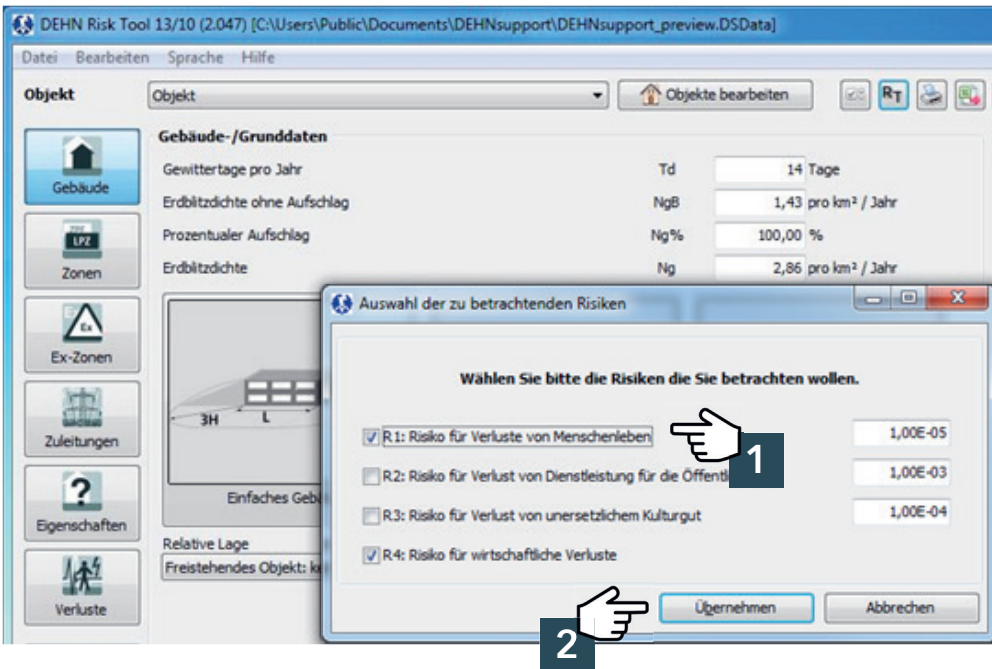 DEHN Risk Tool 13/10 (2.047) [C:\Users\Public\Documents\DEHNsupport\DEHNsupport_preview.DSData]
Datei Bearbeiten Sprache Hilfe
Objekt Objekt Objekte bearbeiten RT
Gebäude-/Grunddaten
Gewittertage pro Jahr Td 14 Tage
Erdblitzdichte ohne Aufschlag NgB 1,43 pro km² / Jahr
Prozentualer Aufschlag Ng% 100,00 %
Erdblitzdichte Ng 2,86 pro km² / Jahr
Gebäude
LPZ
Zonen
Ex
Ex-Zonen
Zuleitungen
?
Eigenschaften
Verluste
3H L
Einfaches
Relative Lage
Freistehendes Objekt:
Auswahl der zu betrachtenden Risiken
Wählen Sie bitte die Risiken die Sie betrachten wollen.
R1: Risiko für Verluste von Menschenleben 1,00E-05
1
R2: Risiko für Verlust von Dienstleistung für die 1,00E-03
R3: Risiko für Verlust von unersetzlichem Kulturgut 1,00E-04
R4: Risiko für wirtschaftliche Verluste
Übernehmen Abbrechen
2